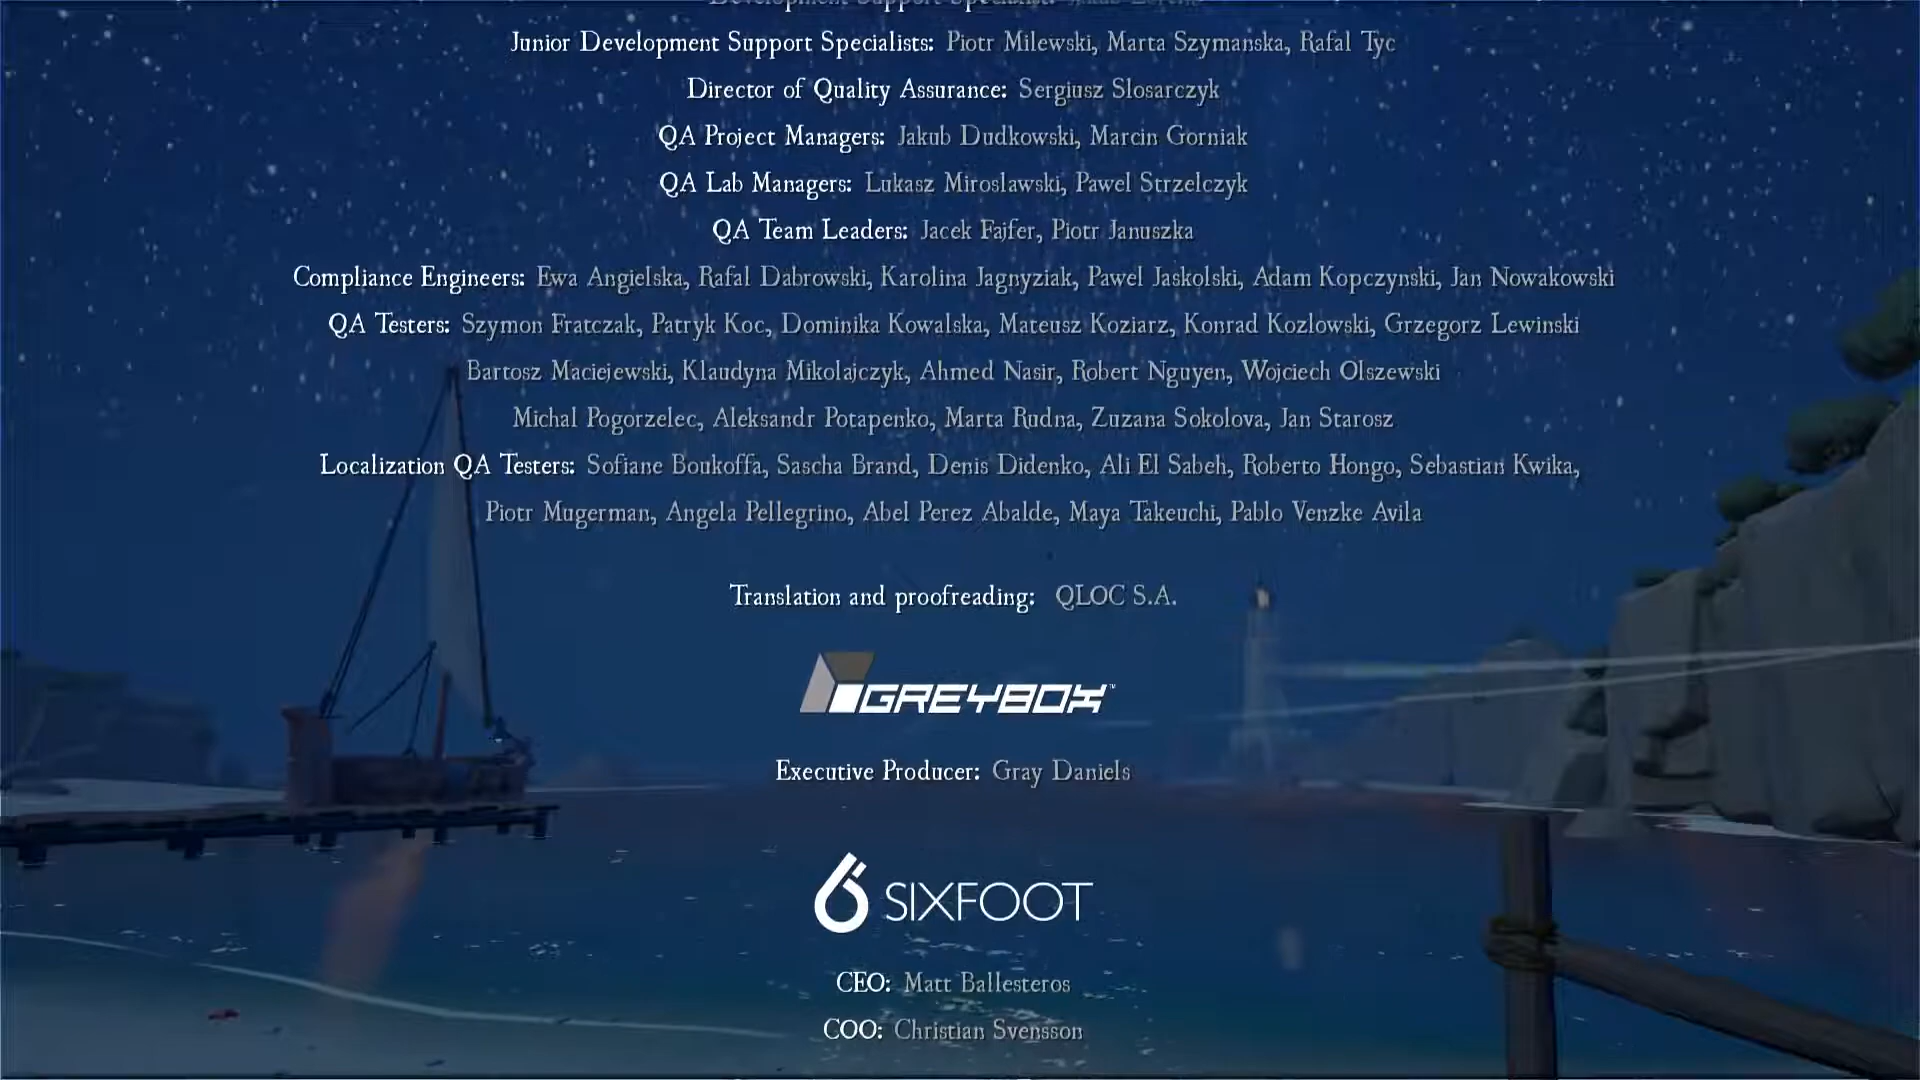 Development Support Specialist:
Junior Development Support Specialists: Piotr Milewski, Marta Szymanska, Rafal Tyc
Director of Quality Assurance: Sergiusz Slosarczyk
QA Project Managers: Jakub Dudkowski, Marcin Gorniak
QA Lab Managers: Lukasz Miroslawski, Pawel Strzelczyk
QA Team Leaders: Jacek Fajfer, Piotr Januszka
Compliance Engineers: Ewa Angielska, Rafal Dabrowski, Karolina Jagnyziak, Pawel Jaskolski, Adam Kopczynski, Jan Nowakowski
QA Testers: Szymon Fratczak, Patryk Koc, Dominika Kowalska, Mateusz Koziarz, Konrad Kozlowski, Grzegorz Lewinski
Bartosz Maciejewski, Klaudyna Mikolajczyk, Ahmed Nasir, Robert Nguyen, Wojciech Olszewski
Michal Pogorzelec, Aleksandr Potapenko, Marta Rudna, Zuzana Sokolova, Jan Starosz
Localization QA Testers: Sofiane Boukoffa, Sascha Brand, Denis Didenko, Ali El Sabeh, Roberto Hongo, Sebastian Kwika,
Piotr Mugerman, Angela Pellegrino, Abel Perez Abalde, Maya Takeuchi, Pablo Venzke Avila
Translation and proofreading: QLOC S.A.
GREYBOX™
Executive Producer: Gray Daniels
6 SIXFOOT
CEO: Matt Ballesteros
COO: Christian Svensson